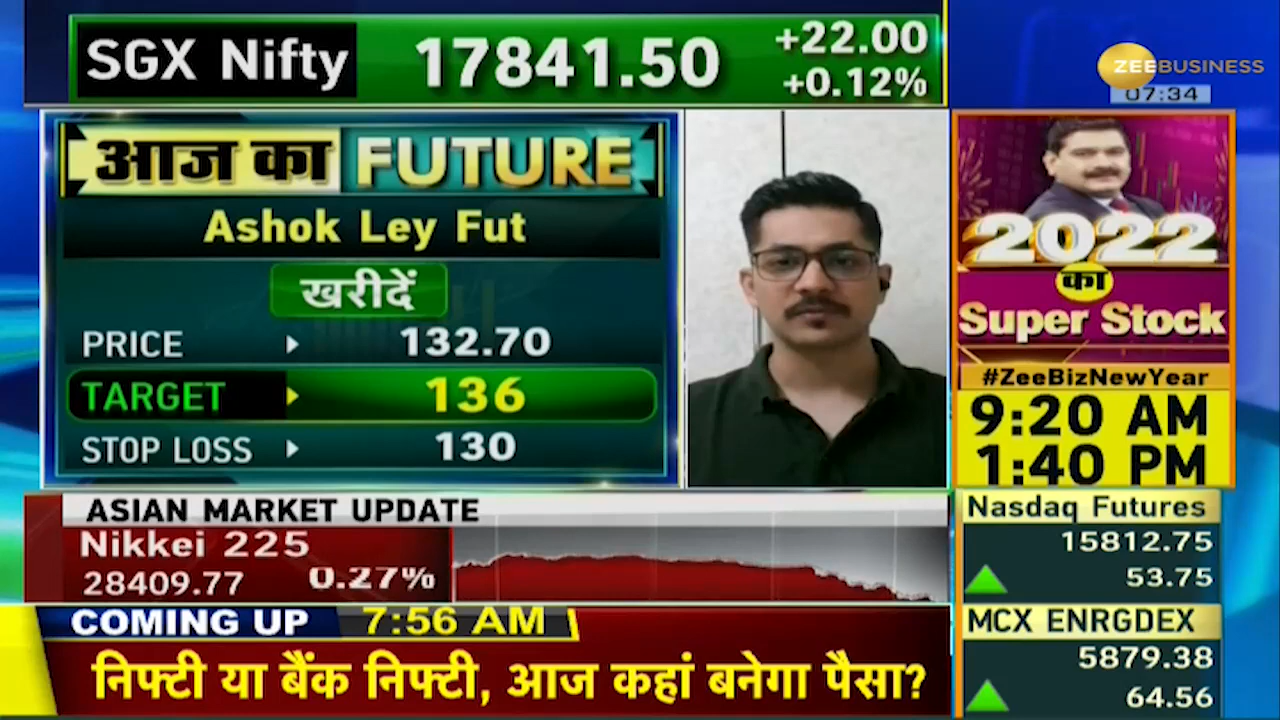 SGX Nifty 17841.50 +22.00
+0.12%
ZEEBUSINESS
07:34
आज का FUTURE
Ashok Ley Fut
खरीदें
PRICE 132.70
TARGET 136
STOP LOSS 130
2022
का
Super Stock
#ZeeBizNewYear
9:20 AM
1:40 PM
ASIAN MARKET UPDATE
Nikkei 225
28409.77 0.27%
Nasdaq Futures
15812.75
53.75
MCX ENRGDEX
5879.38
64.56
COMING UP 7:56 AM
निफ्टी या बैंक निफ्टी, आज कहां बनेगा पैसा?